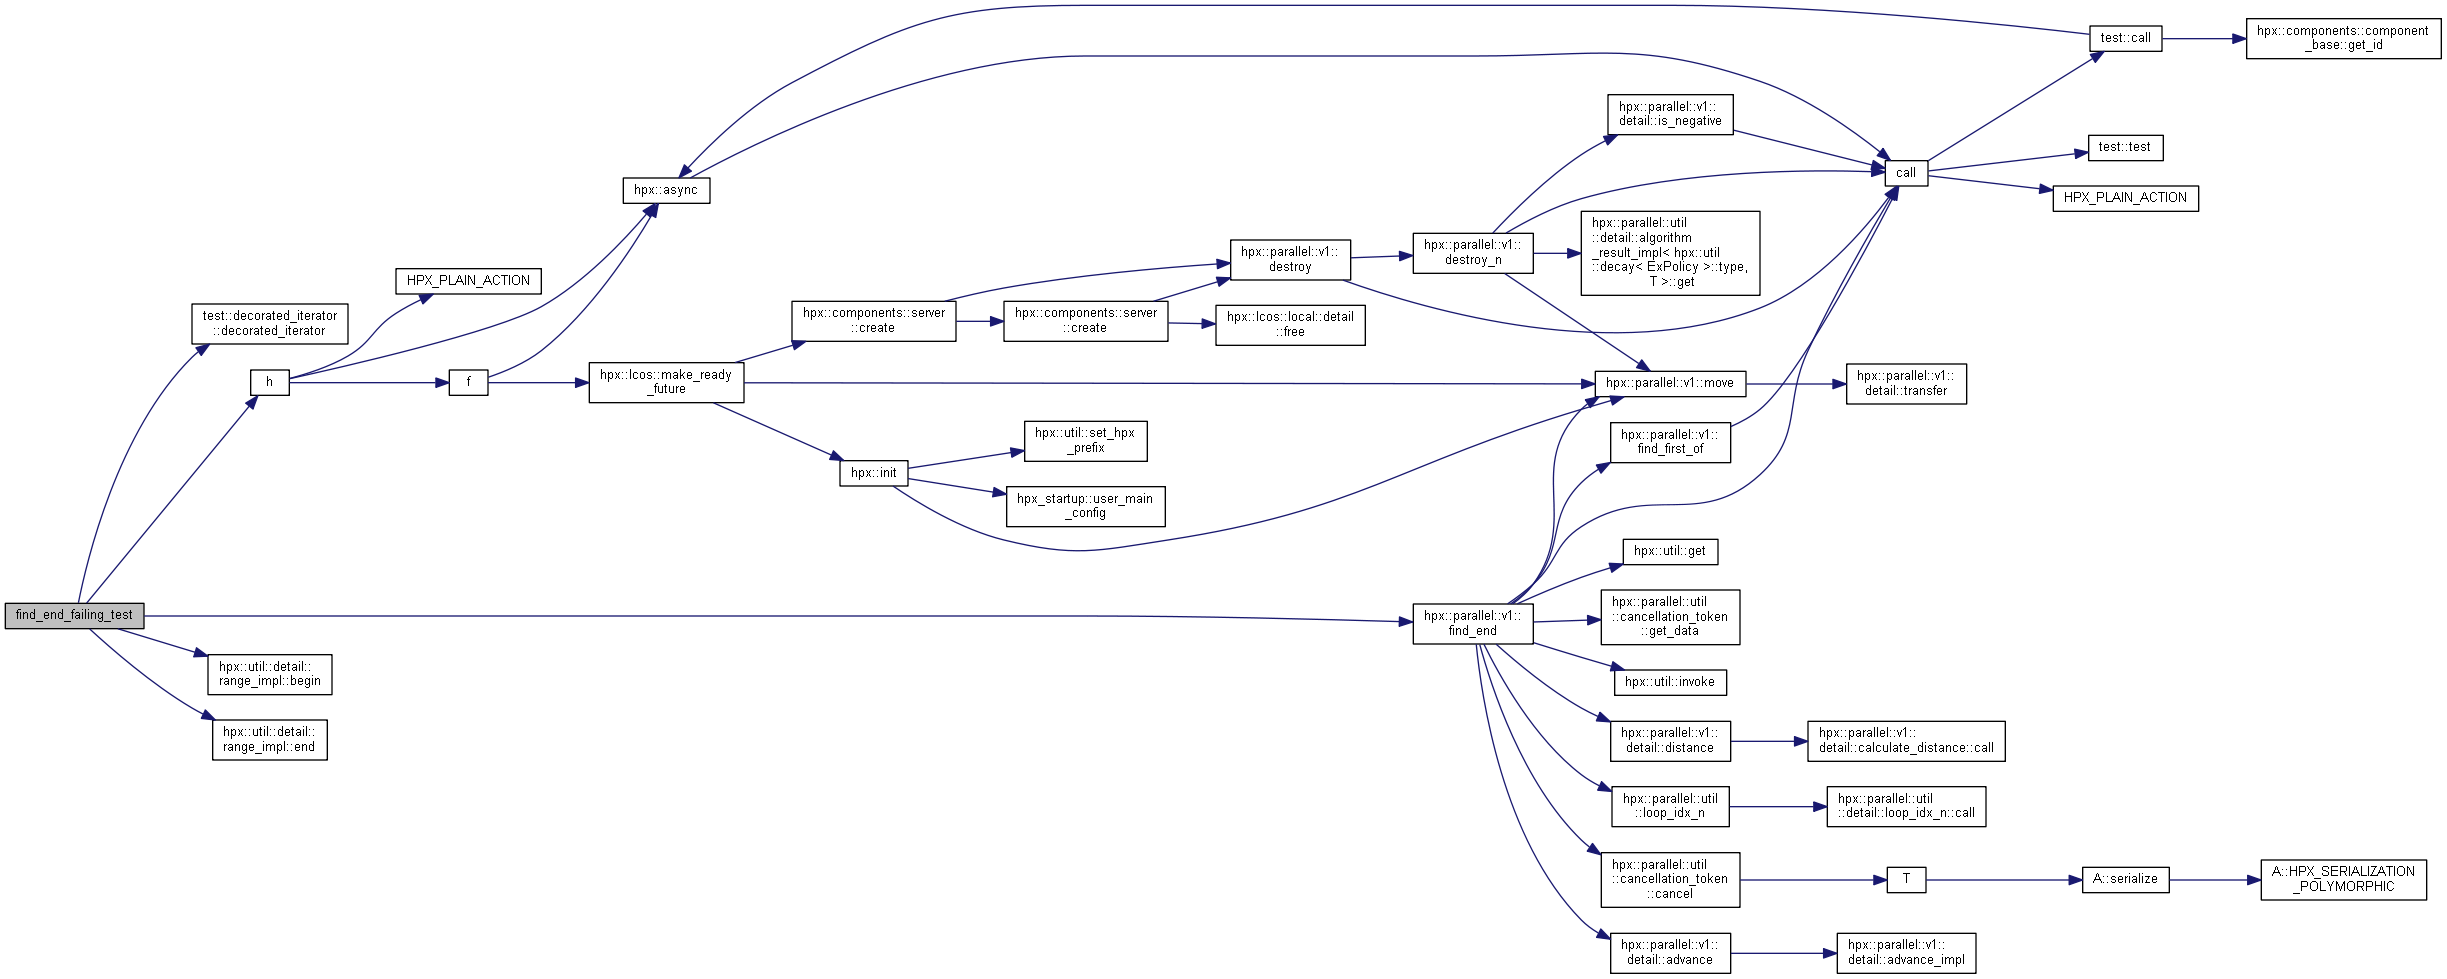 find_end_failing_test
test::decorated_iterator
::decorated_iterator
h
hpx::util::detail::
range_impl::begin
hpx::util::detail::
range_impl::end
HPX_PLAIN_ACTION
f
hpx::async
hpx::lcos::make_ready
_future
hpx::components::server
::create
hpx::init
hpx::components::server
::create
hpx::util::set_hpx
_prefix
hpx_startup::user_main
_config
hpx::parallel::v1::
destroy
hpx::lcos::local::detail
::free
hpx::parallel::v1::
destroy_n
hpx::parallel::v1::
find_end
hpx::parallel::v1::
detail::is_negative
hpx::parallel::util
::detail::algorithm
_result_impl< hpx::util
::decay< ExPolicy >::type,
T >::get
hpx::parallel::v1::move
hpx::parallel::v1::
find_first_of
hpx::util::get
hpx::parallel::util
::cancellation_token
::get_data
hpx::util::invoke
hpx::parallel::v1::
detail::distance
hpx::parallel::util
::loop_idx_n
hpx::parallel::util
::cancellation_token
::cancel
hpx::parallel::v1::
detail::advance
call
hpx::parallel::v1::
detail::transfer
hpx::parallel::v1::
detail::calculate_distance::call
hpx::parallel::util
::detail::loop_idx_n::call
T
hpx::parallel::v1::
detail::advance_impl
test::call
test::test
HPX_PLAIN_ACTION
A::serialize
hpx::components::component
_base::get_id
A::HPX_SERIALIZATION
_POLYMORPHIC